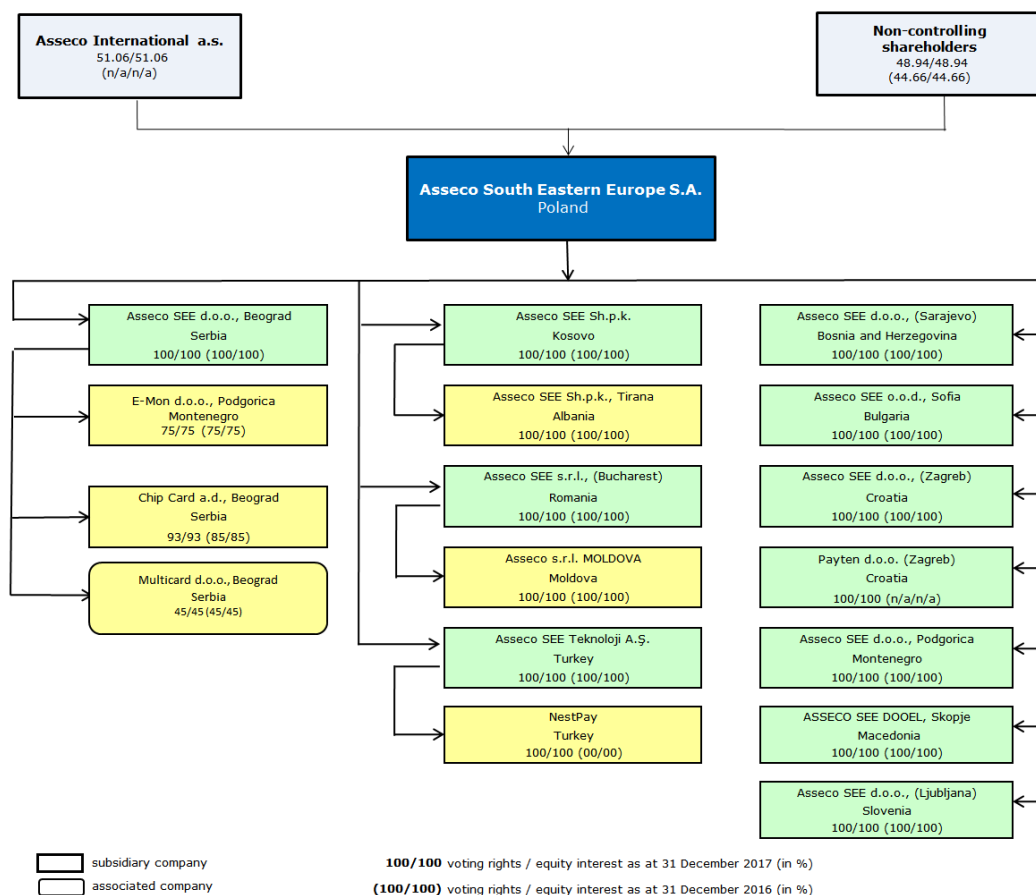 Asseco International a.s.
51.06/51.06
(n/a/n/a)
Non-controlling
shareholders
48.94/48.94
(44.66/44.66)
Asseco South Eastern Europe S.A.
Poland
Asseco SEE d.o.o., Beograd
Serbia
100/100 (100/100)
E-Mon d.o.o., Podgorica
Montenegro
75/75 (75/75)
Chip Card a.d., Beograd
Serbia
93/93 (85/85)
Multicard d.o.o., Beograd
Serbia
45/45 (45/45)
Asseco SEE Sh.p.k.
Kosovo
100/100 (100/100)
Asseco SEE Sh.p.k., Tirana
Albania
100/100 (100/100)
Asseco SEE s.r.l., (Bucharest)
Romania
100/100 (100/100)
Asseco s.r.l. MOLDOVA
Moldova
100/100 (100/100)
Asseco SEE Teknoloji A.Ş.
Turkey
100/100 (100/100)
NestPay
Turkey
100/100 (00/00)
Asseco SEE d.o.o., (Sarajevo)
Bosnia and Herzegovina
100/100 (100/100)
Asseco SEE o.o.d., Sofia
Bulgaria
100/100 (100/100)
Asseco SEE d.o.o., (Zagreb)
Croatia
100/100 (100/100)
Payten d.o.o. (Zagreb)
Croatia
100/100 (n/a/n/a)
Asseco SEE d.o.o., Podgorica
Montenegro
100/100 (100/100)
ASSECO SEE DOOEL, Skopje
Macedonia
100/100 (100/100)
Asseco SEE d.o.o., (Ljubljana)
Slovenia
100/100 (100/100)
subsidiary company
associated company
100/100 voting rights / equity interest as at 31 December 2017 (in %)
(100/100) voting rights / equity interest as at 31 December 2016 (in %)